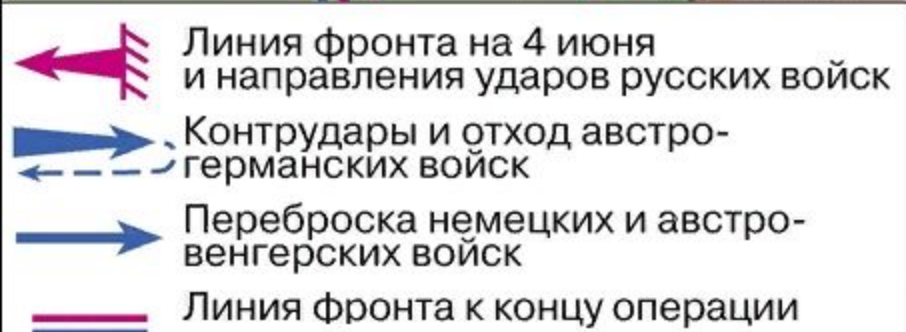 Линия фронта на 4 июня
и направления ударов русских войск
Контрудары и отход австро-
германских войск
Переброска немецких и австро-
венгерских войск
Линия фронта к концу операции